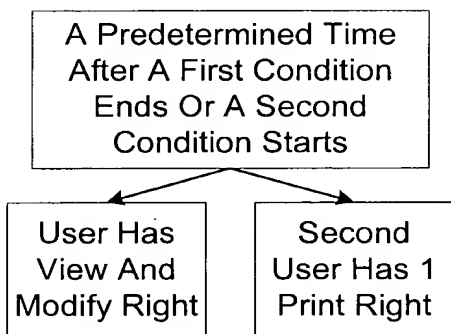 A Predetermined Time
After A First Condition
Ends Or A Second
Condition Starts
User Has
View And
Modify Right
Second
User Has 1
Print Right